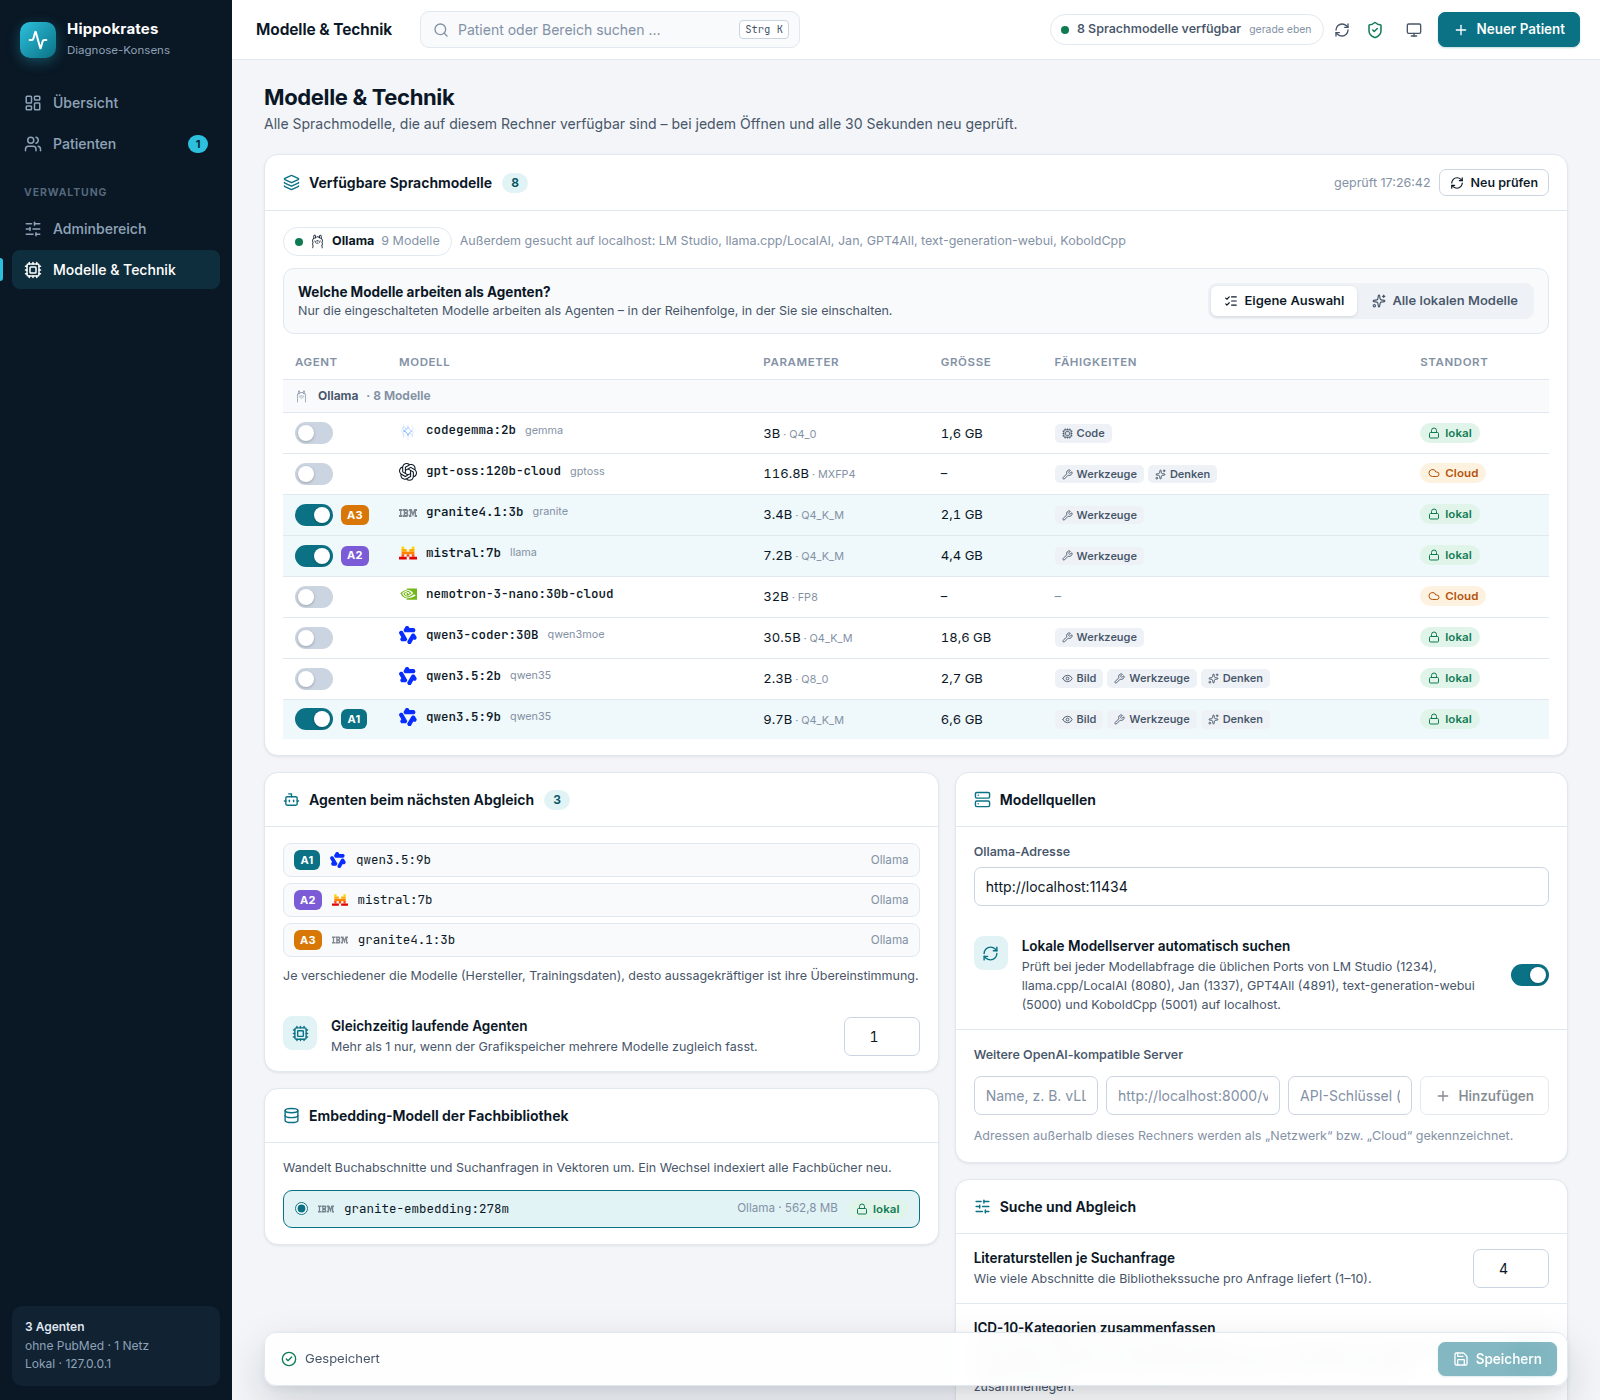 Hippokrates
Diagnose-Konsens
Übersicht
Patienten 1
VERWALTUNG
Adminbereich
Modelle & Technik
3 Agenten
ohne PubMed · 1 Netz
Lokal · 127.0.0.1
Modelle & Technik
Patient oder Bereich suchen ... Strg K
8 Sprachmodelle verfügbar gerade eben
Neuer Patient
Modelle & Technik
Alle Sprachmodelle, die auf diesem Rechner verfügbar sind – bei jedem Öffnen und alle 30 Sekunden neu geprüft.
Verfügbare Sprachmodelle 8
geprüft 17:26:42 Neu prüfen
Ollama 9 Modelle Außerdem gesucht auf localhost: LM Studio, llama.cpp/LocalAI, Jan, GPT4All, text-generation-webui, KoboldCpp
Welche Modelle arbeiten als Agenten?
Nur die eingeschalteten Modelle arbeiten als Agenten – in der Reihenfolge, in der Sie sie einschalten.
Eigene Auswahl Alle lokalen Modelle
AGENT MODELL PARAMETER GRÖSSE FÄHIGKEITEN STANDORT
Ollama · 8 Modelle
codegemma:2b gemma 3B · Q4_0 1,6 GB Code lokal
gpt-oss:120b-cloud gptoss 116.8B · MXFP4 – Werkzeuge Denken Cloud
A3 IBM granite4.1:3b granite 3.4B · Q4_K_M 2,1 GB Werkzeuge lokal
A2 mistral:7b llama 7.2B · Q4_K_M 4,4 GB Werkzeuge lokal
nemotron-3-nano:30b-cloud 32B · FP8 – – Cloud
qwen3-coder:30B qwen3moe 30.5B · Q4_K_M 18,6 GB Werkzeuge lokal
qwen3.5:2b qwen35 2.3B · Q8_0 2,7 GB Bild Werkzeuge Denken lokal
A1 qwen3.5:9b qwen35 9.7B · Q4_K_M 6,6 GB Bild Werkzeuge Denken lokal
Agenten beim nächsten Abgleich 3
A1 qwen3.5:9b Ollama
A2 mistral:7b Ollama
A3 IBM granite4.1:3b Ollama
Je verschiedener die Modelle (Hersteller, Trainingsdaten), desto aussagekräftiger ist ihre Übereinstimmung.
Gleichzeitig laufende Agenten
Mehr als 1 nur, wenn der Grafikspeicher mehrere Modelle zugleich fasst.
1
Embedding-Modell der Fachbibliothek
Wandelt Buchabschnitte und Suchanfragen in Vektoren um. Ein Wechsel indexiert alle Fachbücher neu.
IBM granite-embedding:278m Ollama · 562,8 MB lokal
Modellquellen
Ollama-Adresse
http://localhost:11434
Lokale Modellserver automatisch suchen
Prüft bei jeder Modellabfrage die üblichen Ports von LM Studio (1234),
llama.cpp/LocalAI (8080), Jan (1337), GPT4All (4891), text-generation-webui
(5000) und KoboldCpp (5001) auf localhost.
Weitere OpenAI-kompatible Server
Name, z. B. vLL http://localhost:8000/v API-Schlüssel ( Hinzufügen
Adressen außerhalb dieses Rechners werden als „Netzwerk“ bzw. „Cloud“ gekennzeichnet.
Suche und Abgleich
Literaturstellen je Suchanfrage
Wie viele Abschnitte die Bibliothekssuche pro Anfrage liefert (1–10).
4
ICD-10-Kategorien zusammenfassen
zusammenlegen.
Gespeichert
Speichern